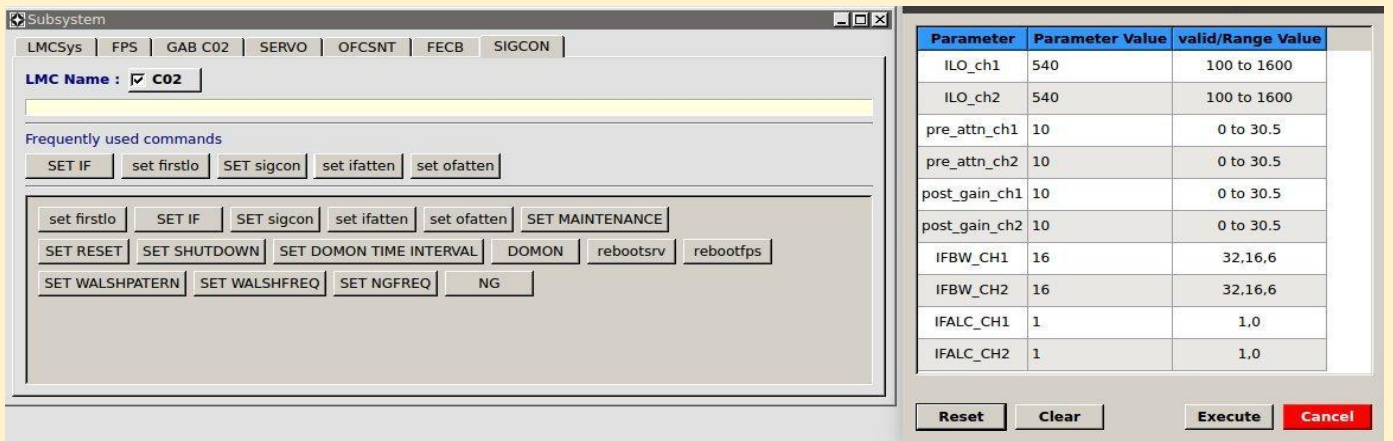 Subsystem
LMCSys FPS GAB C02 SERVO OFCSNT FECB SIGCON
LMC Name : C02
Frequently used commands
SET IF set firstlo SET sigcon set ifatten set ofatten
set firstlo SET IF SET sigcon set ifatten set ofatten SET MAINTENANCE
SET RESET SET SHUTDOWN SET DOMON TIME INTERVAL DOMON rebootsrv rebootfps
SET WALSHPATERN SET WALSHFREQ SET NGFREQ NG
Parameter Parameter Value valid/Range Value
ILO_ch1 540 100 to 1600
ILO_ch2 540 100 to 1600
pre_attn_ch1 10 0 to 30.5
pre_attn_ch2 10 0 to 30.5
post_gain_ch1 10 0 to 30.5
post_gain_ch2 10 0 to 30.5
IFBW_CH1 16 32,16,6
IFBW_CH2 16 32,16,6
IFALC_CH1 1 1,0
IFALC_CH2 1 1,0
Reset Clear Execute Cancel